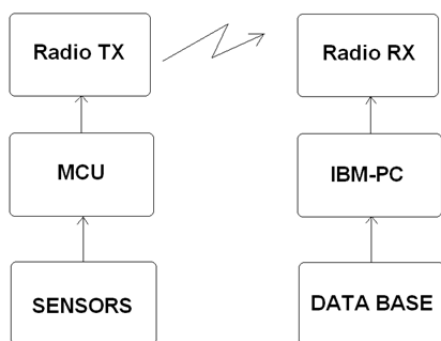 Radio TX
Radio RX
MCU
IBM-PC
SENSORS
DATA BASE